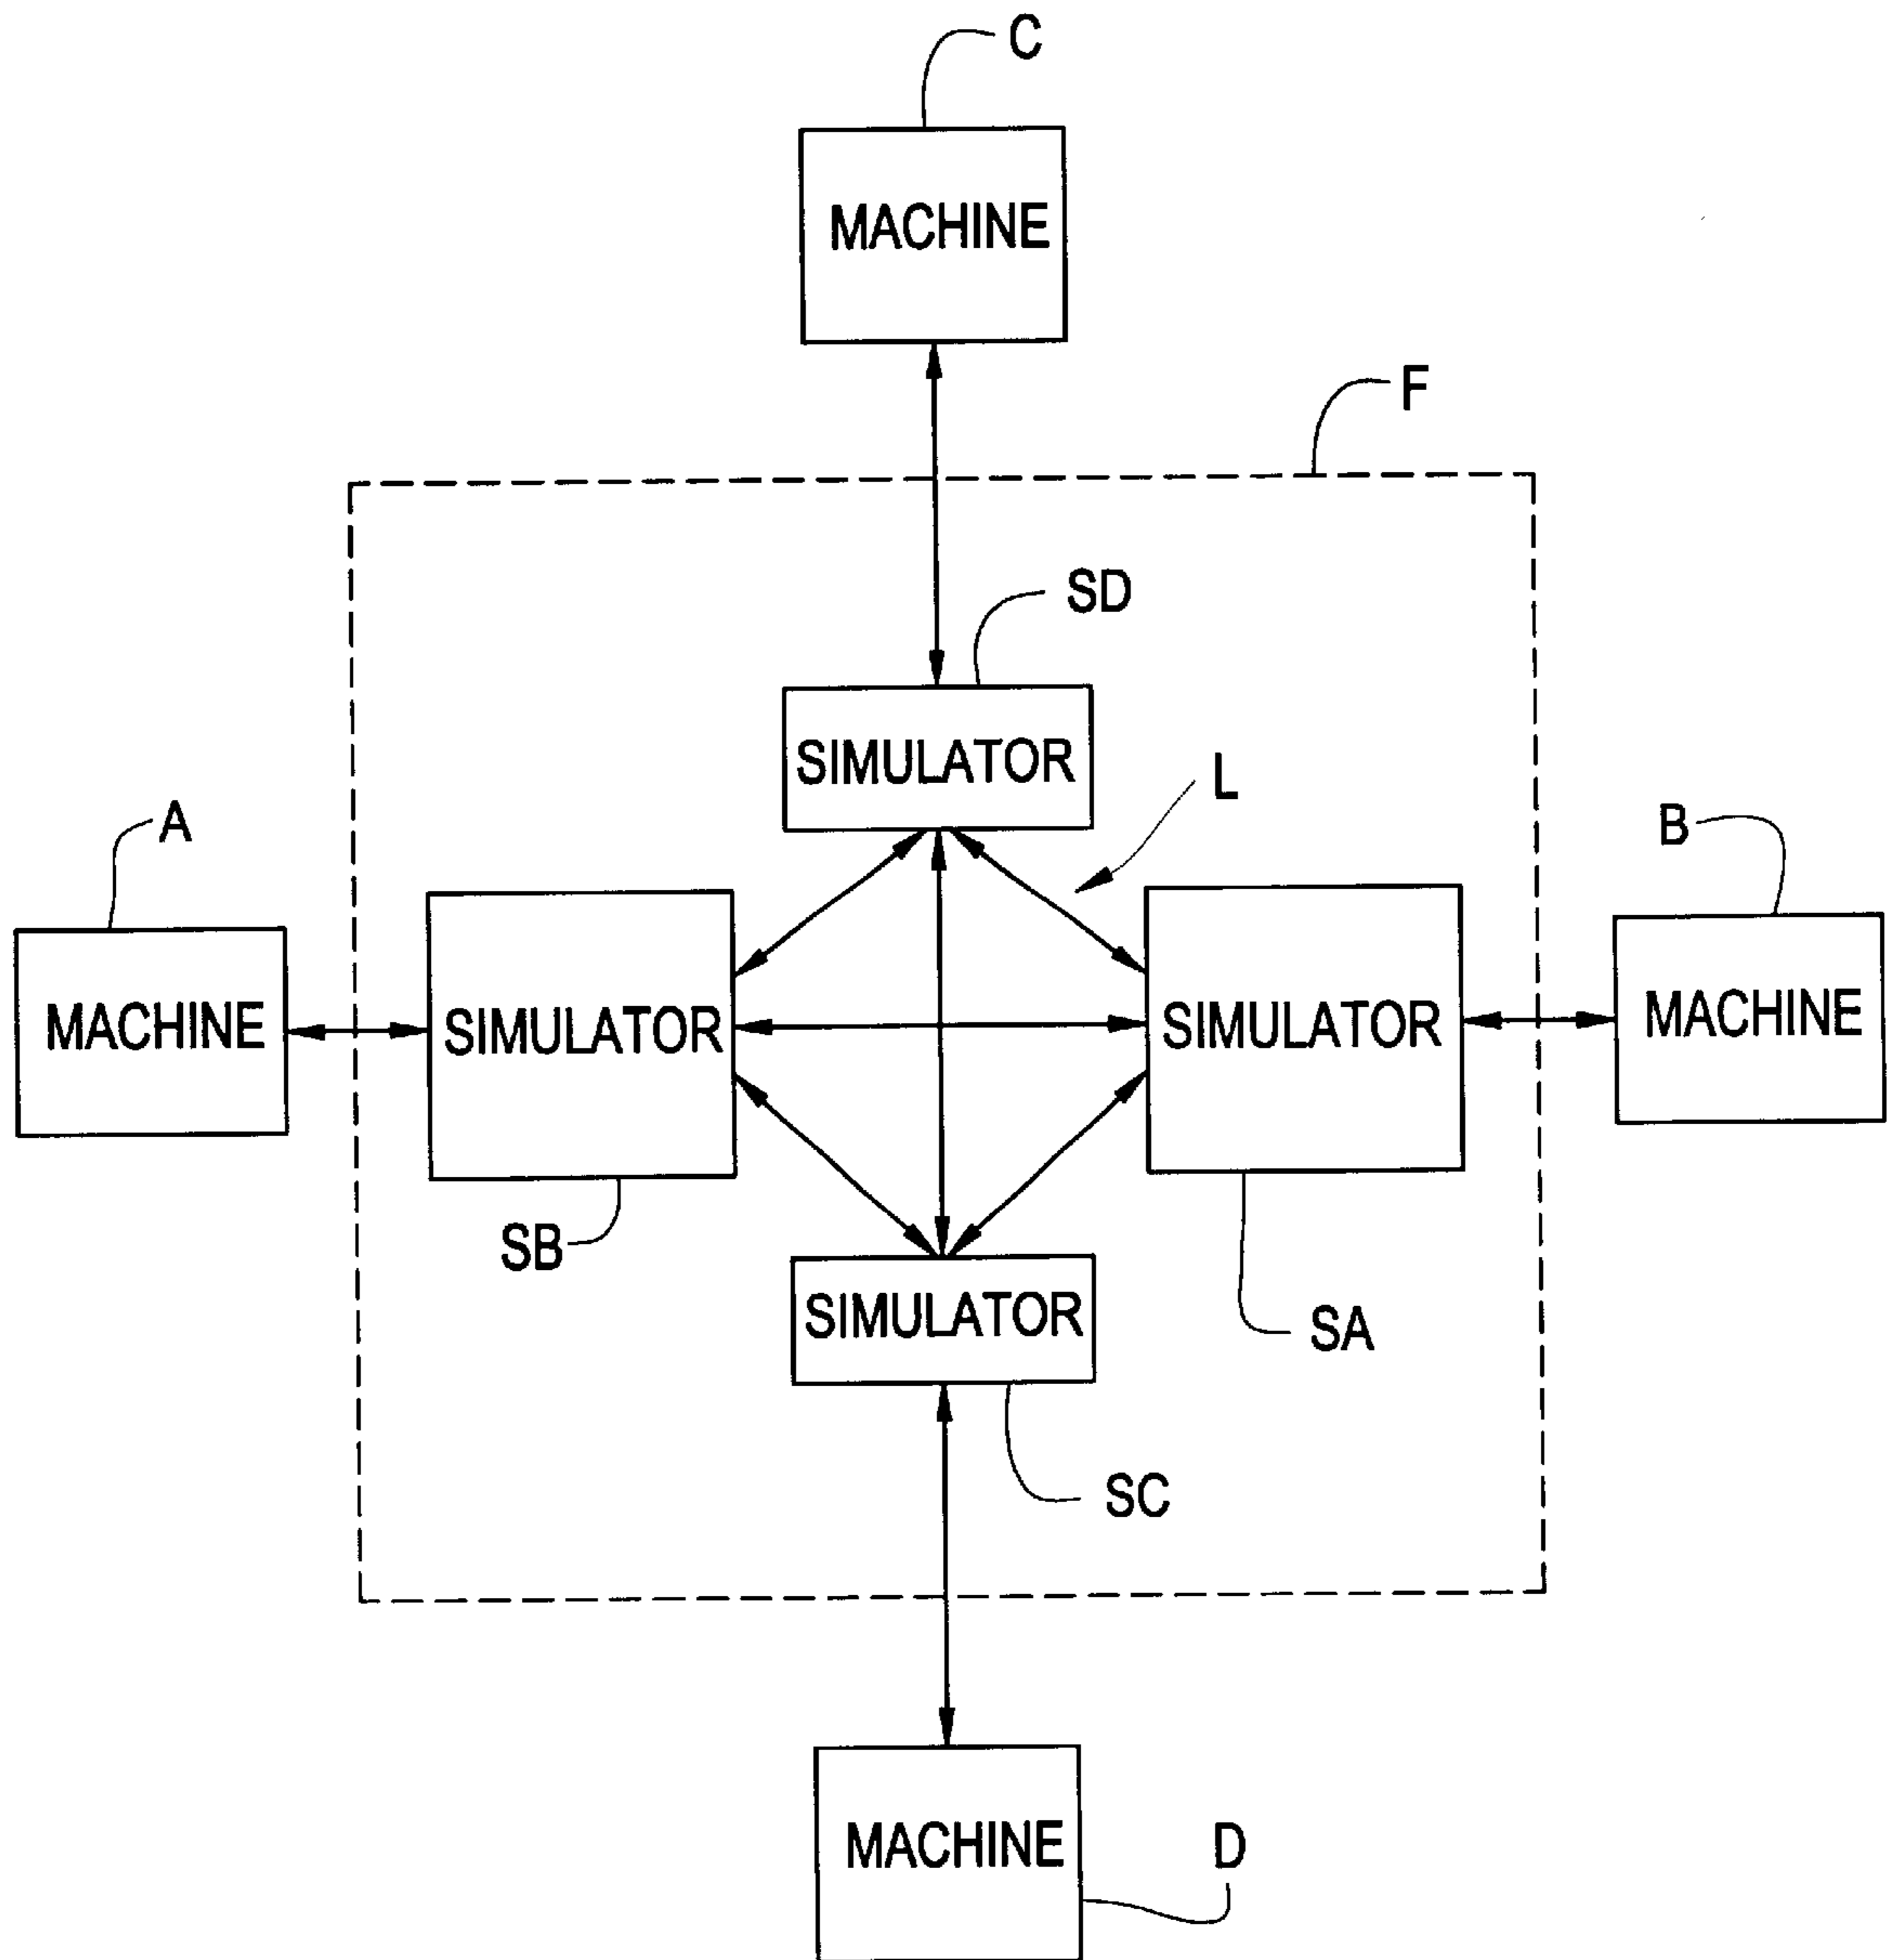 C
MACHINE
F
SD
SIMULATOR
L
A
B
MACHINE
SIMULATOR
SIMULATOR
MACHINE
SB
SIMULATOR
SA
SC
MACHINE
D